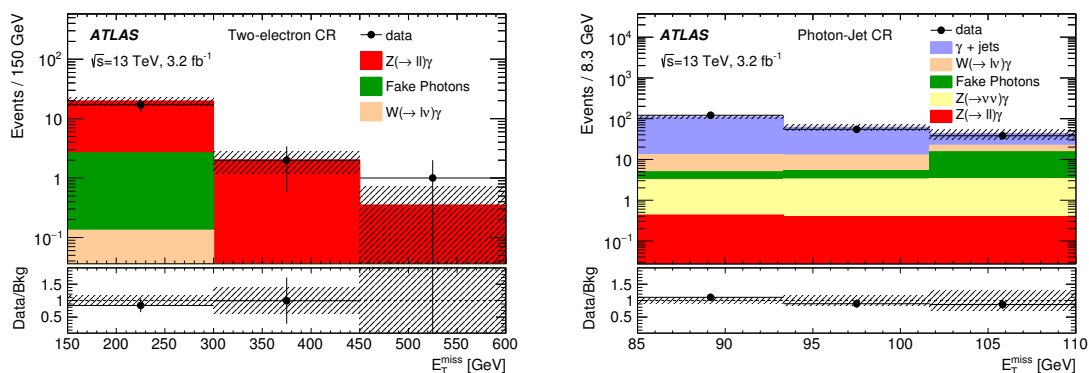 ATLAS
Two-electron CR
√s=13 TeV, 3.2 fb⁻¹
data
Z(→ ll)γ
Fake Photons
W(→ lν)γ
Events / 150 GeV
10²
10
1
10⁻¹
Data/Bkg
1.5
1
0.5
150 200 250 300 350 400 450 500 550 600
E_T^miss [GeV]
ATLAS
Photon-Jet CR
√s=13 TeV, 3.2 fb⁻¹
data
γ + jets
W(→ lν)γ
Fake Photons
Z(→νν)γ
Z(→ ll)γ
Events / 8.3 GeV
10⁴
10³
10²
10
1
10⁻¹
Data/Bkg
1.5
1
0.5
85 90 95 100 105 110
E_T^miss [GeV]